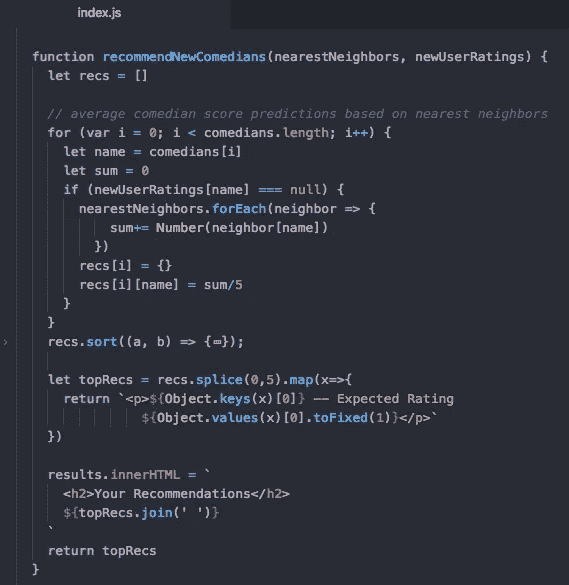 index.js
function recommendNewComedians(nearestNeighbors, newUserRatings) {
  let recs = []

  // average comedian score predictions based on nearest neighbors
  for (var i = 0; i < comedians.length; i++) {
    let name = comedians[i]
    let sum = 0
    if (newUserRatings[name] === null) {
      nearestNeighbors.forEach(neighbor => {
          sum+= Number(neighbor[name])
        })
      recs[i] = {}
      recs[i][name] = sum/5
    }
  }
  recs.sort((a, b) => {⋯});

  let topRecs = recs.splice(0,5).map(x=>{
    return `<p>${Object.keys(x)[0]} —— Expected Rating
              ${Object.values(x)[0].toFixed(1)}</p>`
  })

  results.innerHTML = `
    <h2>Your Recommendations</h2>
    ${topRecs.join(' ')}
  `
  return topRecs
}